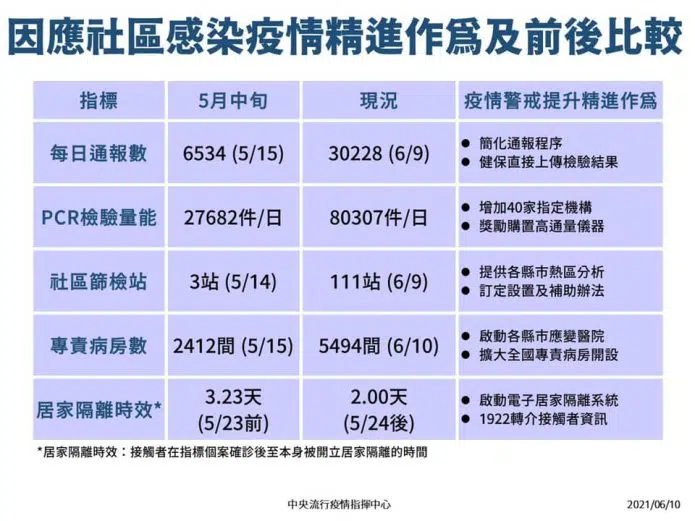 因應社區感染疫情精進作為及前後比較
指標 5月中旬 現況 疫情警戒提升精進作為
每日通報數 6534 (5/15) 30228 (6/9)
● 簡化通報程序
● 健保直接上傳檢驗結果
PCR檢驗量能 27682件/日 80307件/日
● 增加40家指定機構
● 獎勵購置高通量儀器
社區篩檢站 3站 (5/14) 111站 (6/9)
● 提供各縣市熱區分析
● 訂定設置及補助辦法
專責病房數 2412間 (5/15) 5494間 (6/10)
● 啟動各縣市應變醫院
● 擴大全國專責病房開設
居家隔離時效*
3.23天
(5/23前)
2.00天
(5/24後)
● 啟動電子居家隔離系統
● 1922轉介接觸者資訊
*居家隔離時效：接觸者在指標個案確診後至本身被開立居家隔離的時間
中央流行疫情指揮中心
2021/06/10